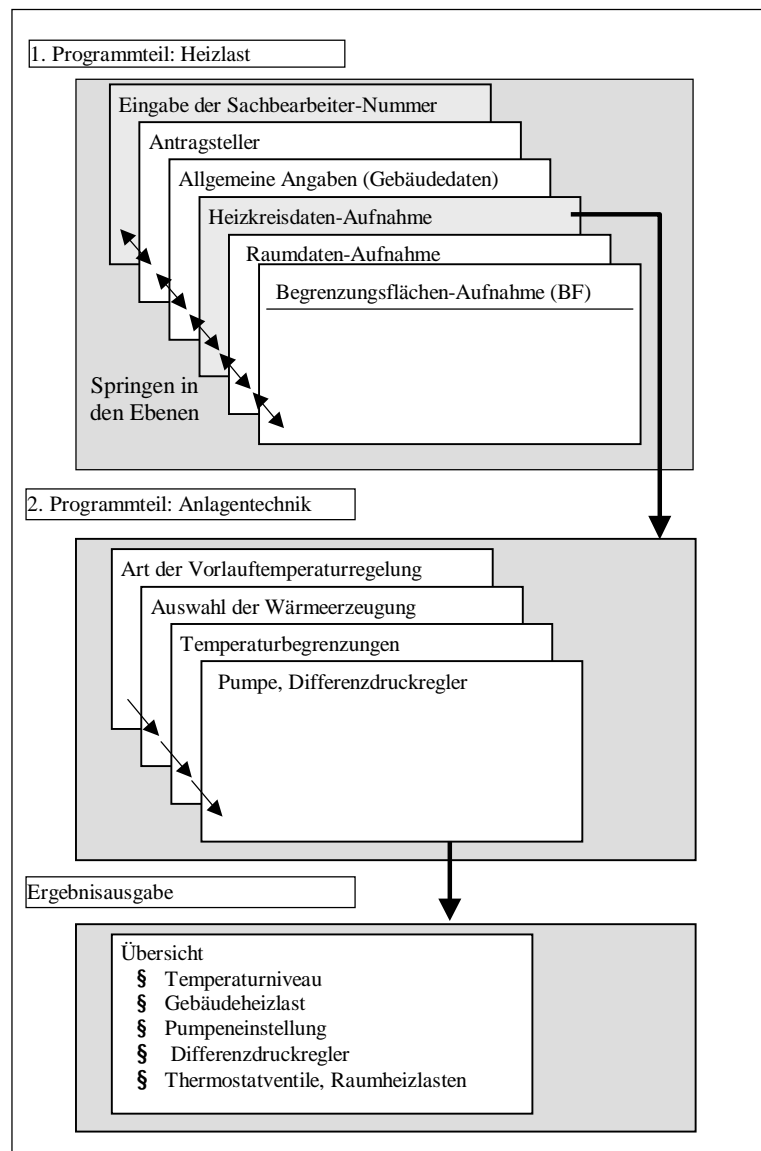 1. Programmteil: Heizlast
Eingabe der Sachbearbeiter-Nummer
Antragsteller
Allgemeine Angaben (Gebäudedaten)
Heizkreisdaten-Aufnahme
Raumdaten-Aufnahme
Begrenzungsflächen-Aufnahme (BF)
Springen in
den Ebenen
2. Programmteil: Anlagentechnik
Art der Vorlauftemperaturregelung
Auswahl der Wärmeerzeugung
Temperaturbegrenzungen
Pumpe, Differenzdruckregler
Ergebnisausgabe
Übersicht
§ Temperaturniveau
§ Gebäudeheizlast
§ Pumpeneinstellung
§ Differenzdruckregler
§ Thermostatventile, Raumheizlasten